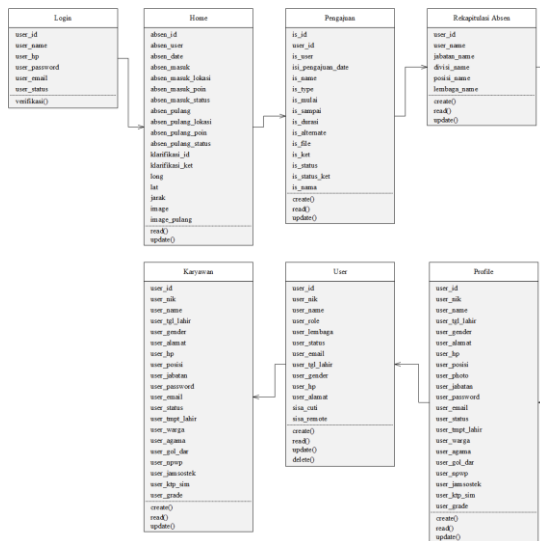 Login
user_id
user_name
user_hp
user_password
user_email
user_status
verifikasi()
Home
absen_id
absen_user
absen_date
absen_masuk
absen_masuk_lokasi
absen_masuk_poin
absen_masuk_status
absen_pulang
absen_pulang_lokasi
absen_pulang_poin
absen_pulang_status
klarifikasi_id
klarifikasi_ket
long
lat
jarak
image
image_pulang
read()
update()
Pengajuan
is_id
user_id
is_user
isi_pengajuan_date
is_name
is_type
is_mulai
is_sampai
is_durasi
is_alternate
is_file
is_ket
is_status
is_status_ket
is_nama
create()
read()
update()
Rekapitulasi Absen
user_id
user_name
jabatan_name
divisi_name
posisi_name
lembaga_name
create()
read()
update()
Karyawan
user_id
user_nik
user_name
user_tgl_lahir
user_gender
user_alamat
user_hp
user_posisi
user_jabatan
user_password
user_email
user_status
user_tmpt_lahir
user_warga
user_agama
user_gol_dar
user_npwp
user_jamsostek
user_ktp_sim
user_grade
create()
read()
update()
User
user_id
user_nik
user_name
user_role
user_lembaga
user_status
user_email
user_tgl_lahir
user_gender
user_hp
user_alamat
sisa_cuti
sisa_remote
create()
read()
update()
delete()
Profile
user_id
user_nik
user_name
user_tgl_lahir
user_gender
user_alamat
user_hp
user_posisi
user_photo
user_jabatan
user_password
user_email
user_status
user_tmpt_lahir
user_warga
user_agama
user_gol_dar
user_npwp
user_jamsostek
user_ktp_sim
user_grade
create()
read()
update()